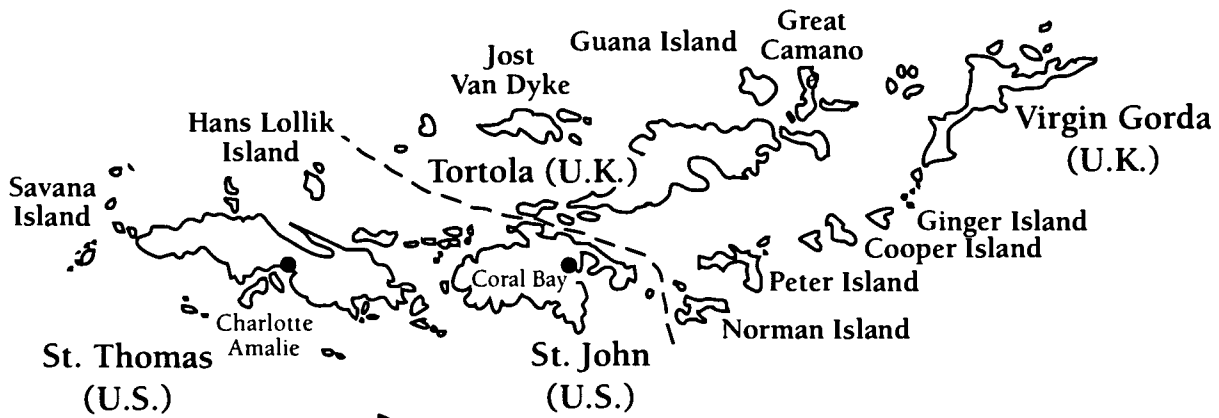 Great
Camano
Guana Island
Jost
Van Dyke
Virgin Gorda
(U.K.)
Hans Lollik
Island
Tortola (U.K.)
Savana
Island
Ginger Island
Cooper Island
Coral Bay
Peter Island
Charlotte
Amalie
Norman Island
St. Thomas
(U.S.)
St. John
(U.S.)